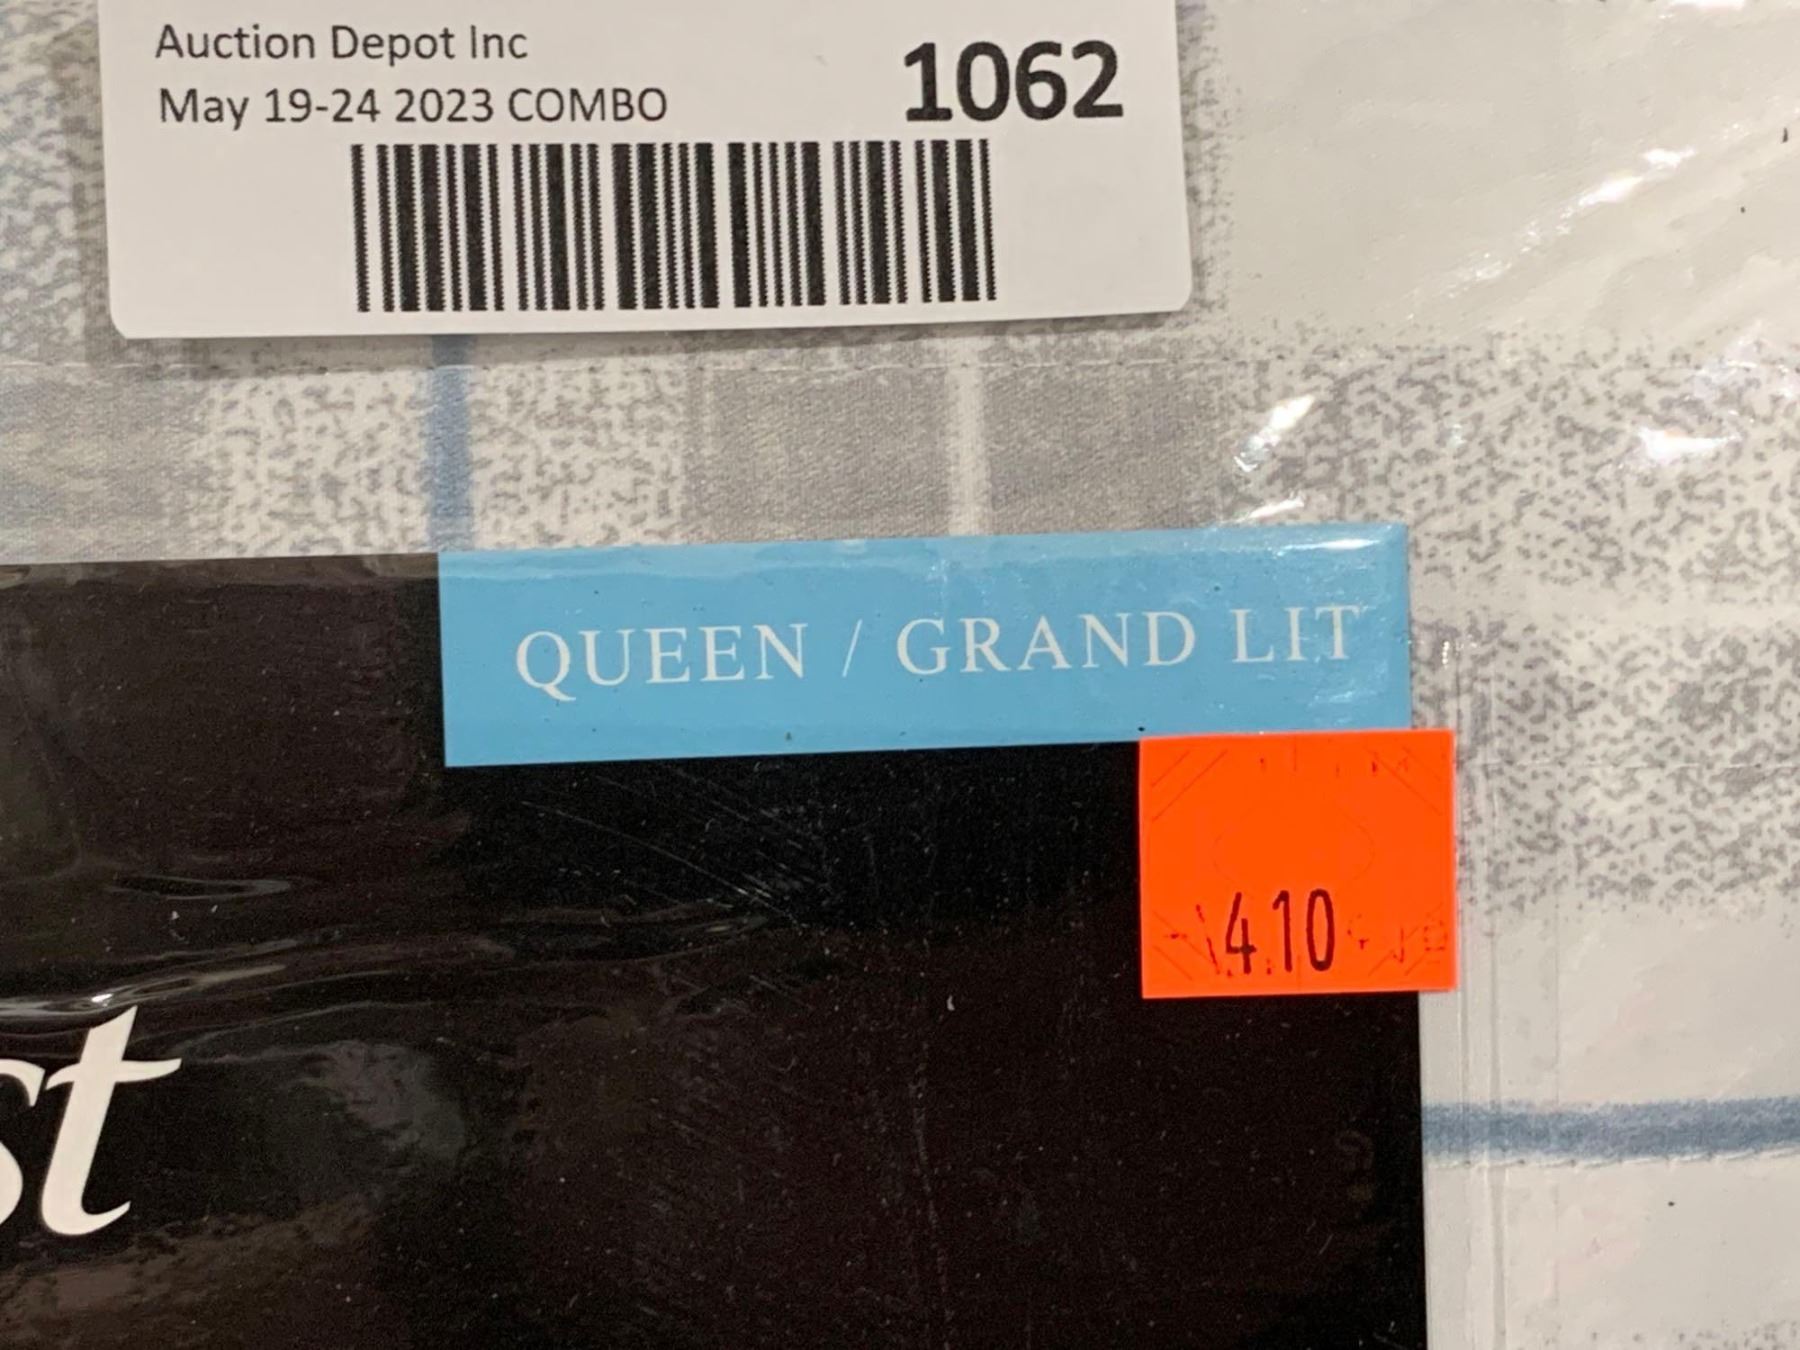 Auction Depot Inc
1062
May 19-24 2023 COMBO
QUEEN / GRAND LIT
4.10
st